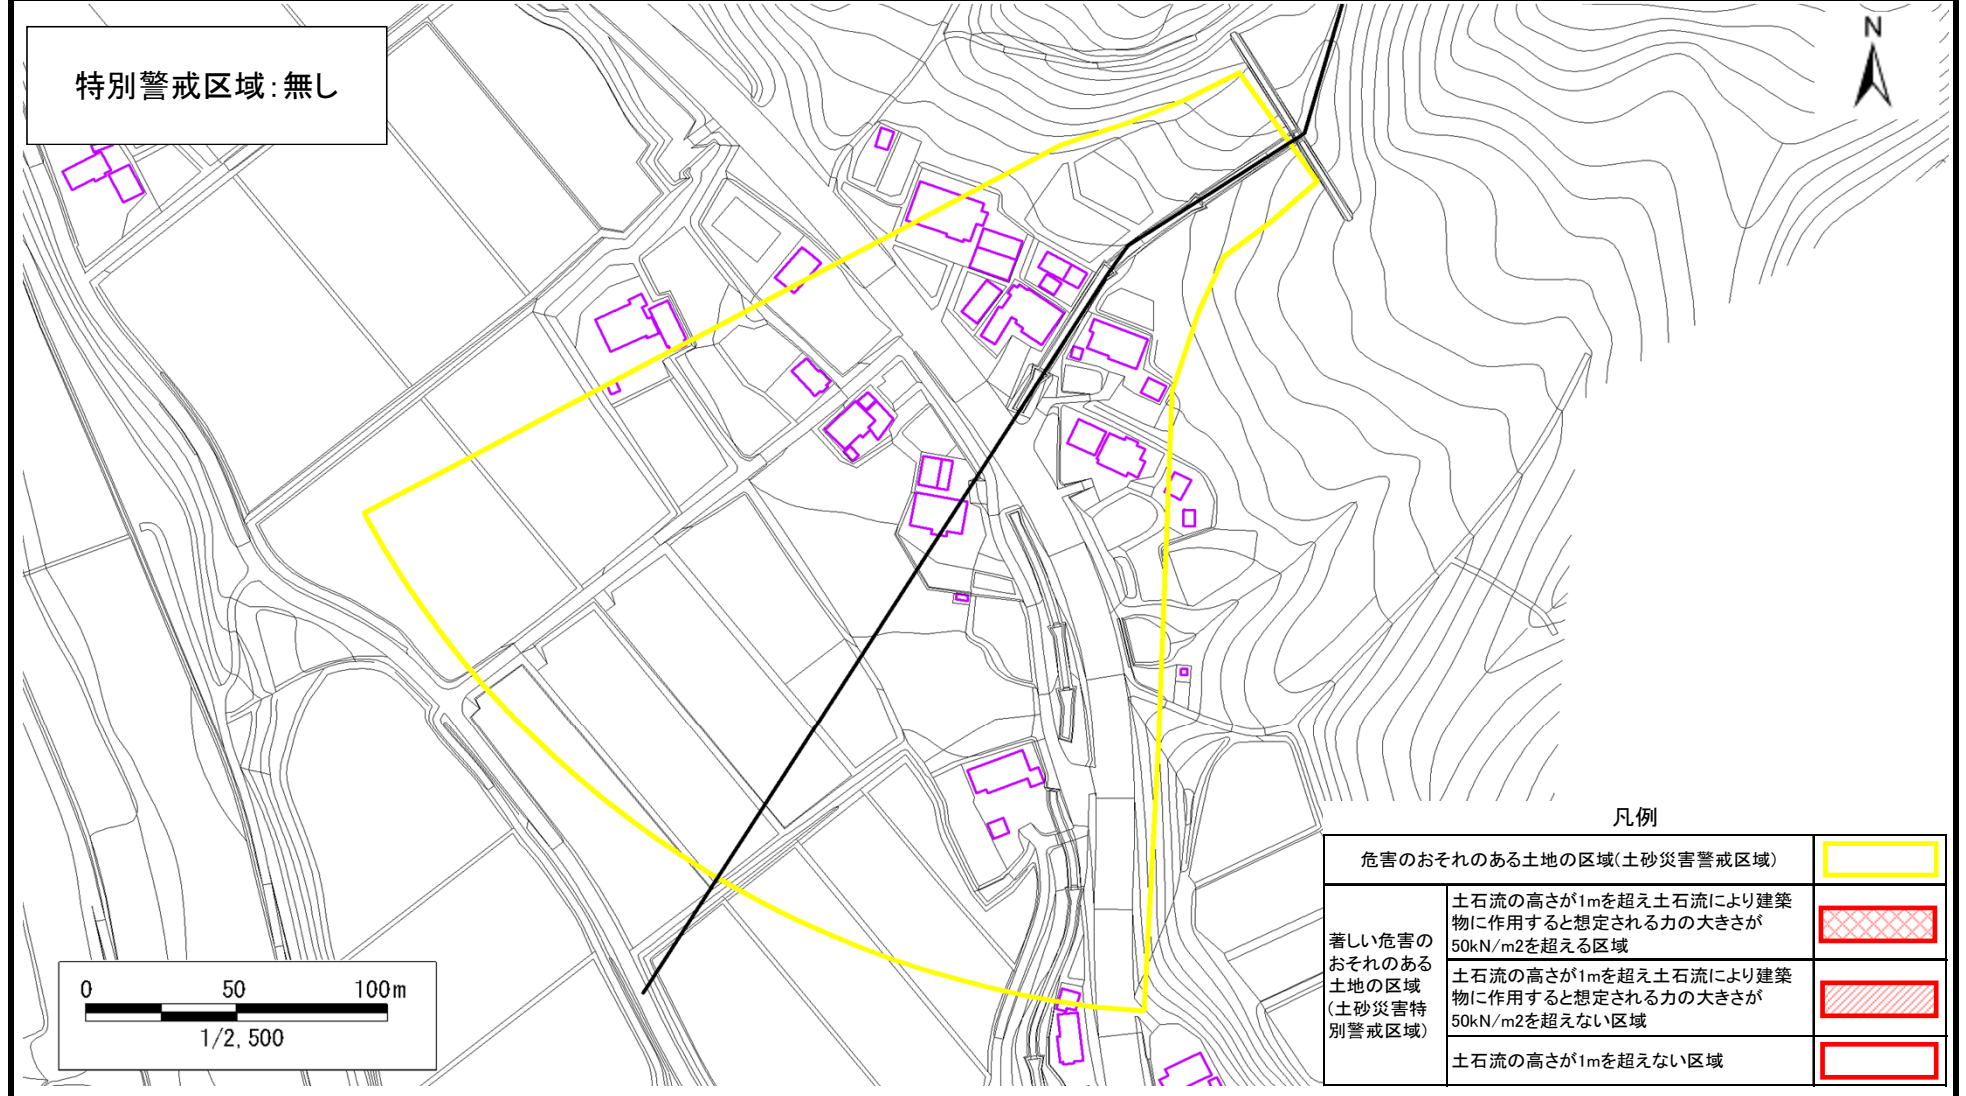 特別警戒区域:無し
N
0 50 100m
1/2,500
凡例
危害のおそれのある土地の区域(土砂災害警戒区域)
著しい危害の
おそれのある
土地の区域
(土砂災害特
別警戒区域)
土石流の高さが1mを超え土石流により建築
物に作用すると想定される力の大きさが
50kN/m2を超える区域
土石流の高さが1mを超え土石流により建築
物に作用すると想定される力の大きさが
50kN/m2を超えない区域
土石流の高さが1mを超えない区域